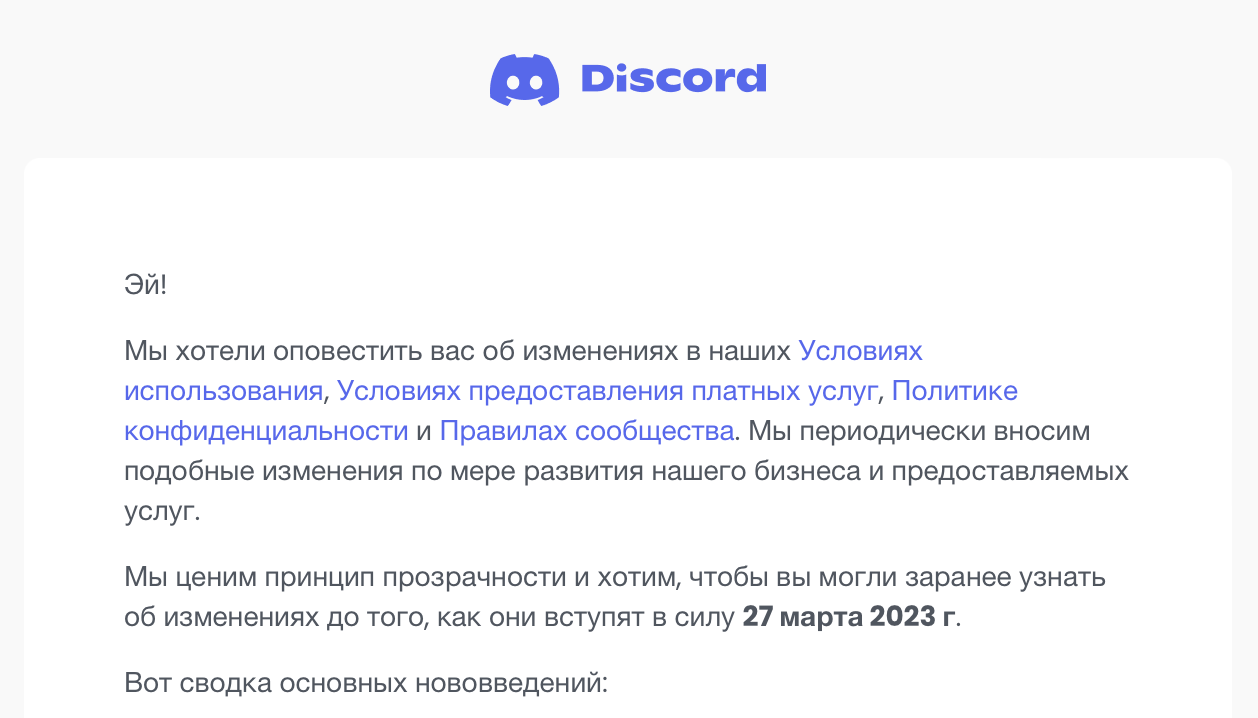 Discord
Эй!
Мы хотели оповестить вас об изменениях в наших Условиях
использования, Условиях предоставления платных услуг, Политике
конфиденциальности и Правилах сообщества. Мы периодически вносим
подобные изменения по мере развития нашего бизнеса и предоставляемых
услуг.
Мы ценим принцип прозрачности и хотим, чтобы вы могли заранее узнать
об изменениях до того, как они вступят в силу 27 марта 2023 г.
Вот сводка основных нововведений: